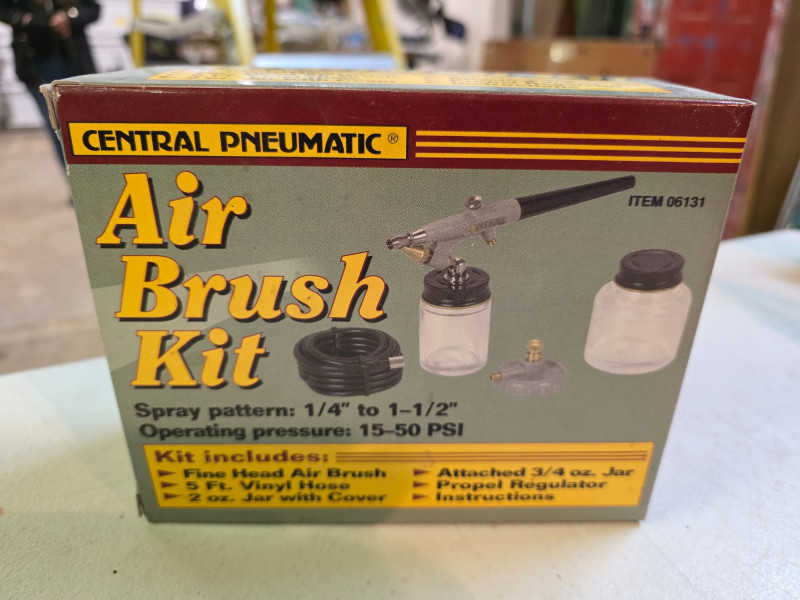 CENTRAL PNEUMATIC®
Air
Brush
Kit
ITEM 06131
Spray pattern: 1/4" to 1-1/2"
Operating pressure: 15-50 PSI
Kit includes:
Fine Head Air Brush
5 Ft. Vinyl Hose
2 oz. Jar with Cover
Attached 3/4 oz. Jar
Propel Regulator
Instructions